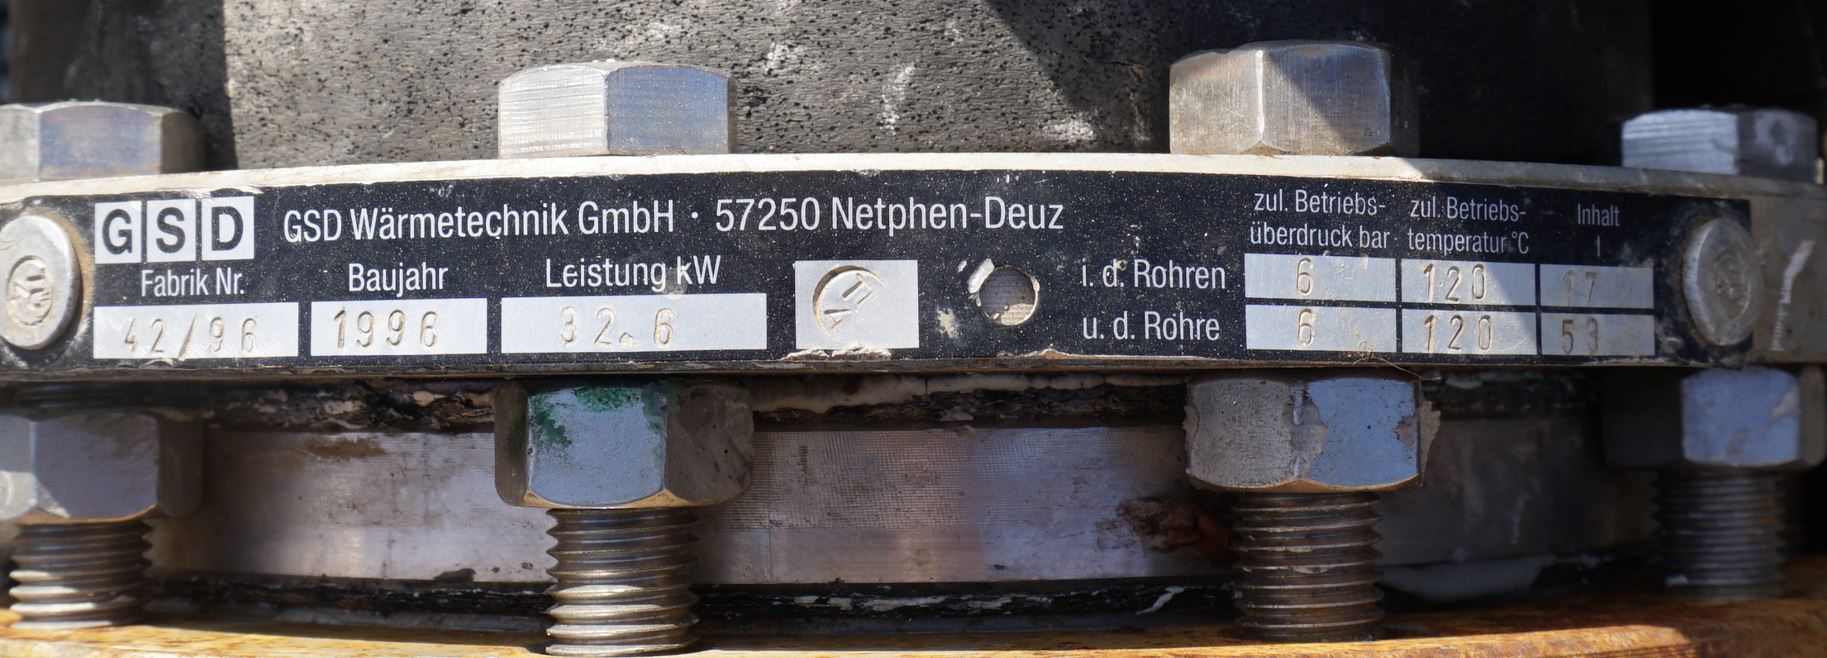 GSD GSD Wärmetechnik GmbH · 57250 Netphen-Deuz
zul. Betriebs- zul. Betriebs- Inhalt
überdruck bar temperatur °C l
Fabrik Nr. Baujahr Leistung kW i. d. Rohren 6 120 17
42/96 1996 32.6 u. d. Rohre 6 120 53